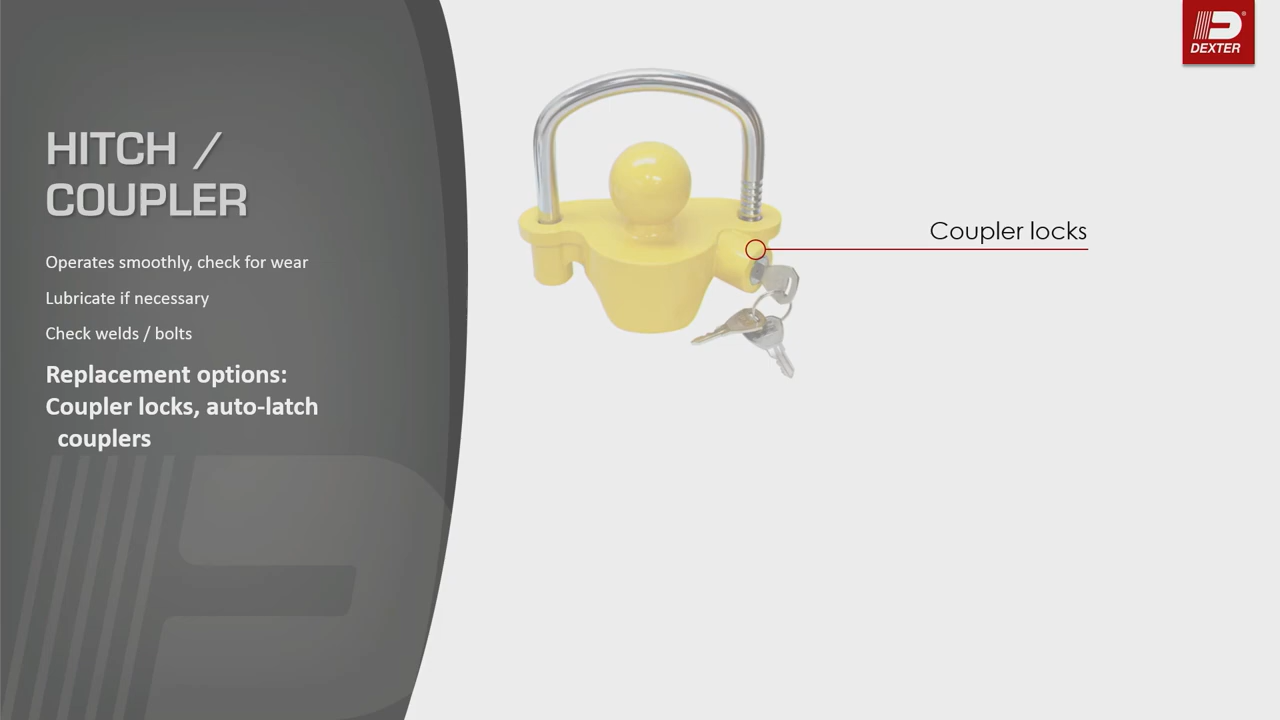 HITCH /
COUPLER
Operates smoothly, check for wear
Lubricate if necessary
Check welds / bolts
Replacement options:
Coupler locks, auto-latch
couplers
Coupler locks
DEXTER